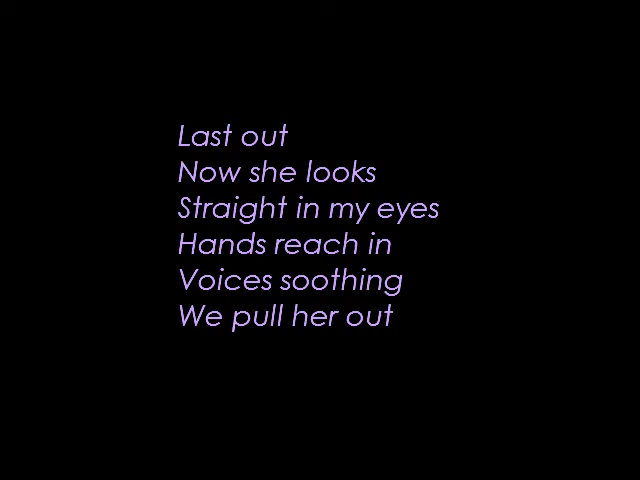 Last out
Now she looks
Straight in my eyes
Hands reach in
Voices soothing
We pull her out